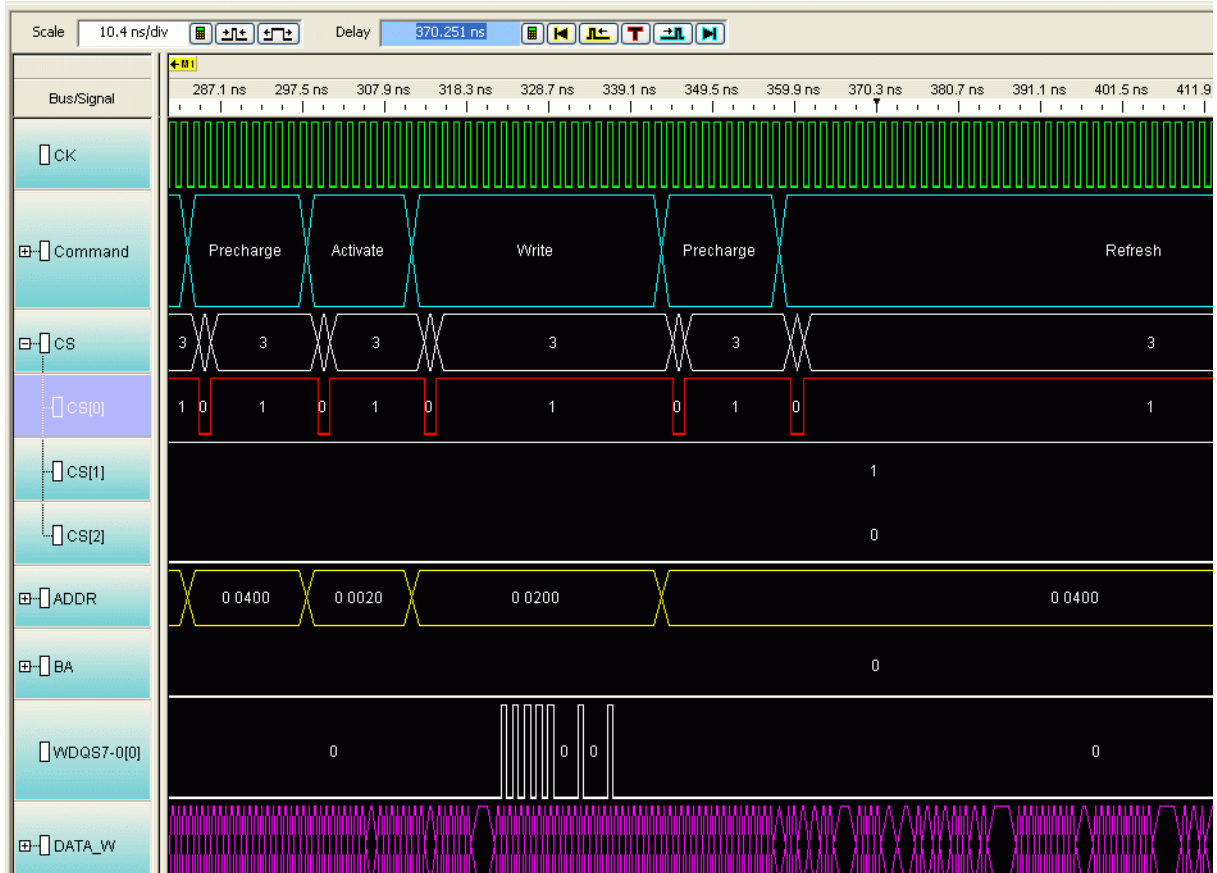 Scale 10.4 ns/div Delay 370.251 ns T
M1
Bus/Signal 287.1 ns 297.5 ns 307.9 ns 318.3 ns 328.7 ns 339.1 ns 349.5 ns 359.9 ns 370.3 ns 380.7 ns 391.1 ns 401.5 ns 411.9
CK
Command Precharge Activate Write Precharge Refresh
CS 3 3 3 3 3 3
CS[0] 1 0 1 0 1 0 1 0 1 0 1
CS[1] 1
CS[2] 0
ADDR 0 0400 0 0020 0 0200 0 0400
BA 0
WDQS7-0[0] 0 0 0 0
DATA_W